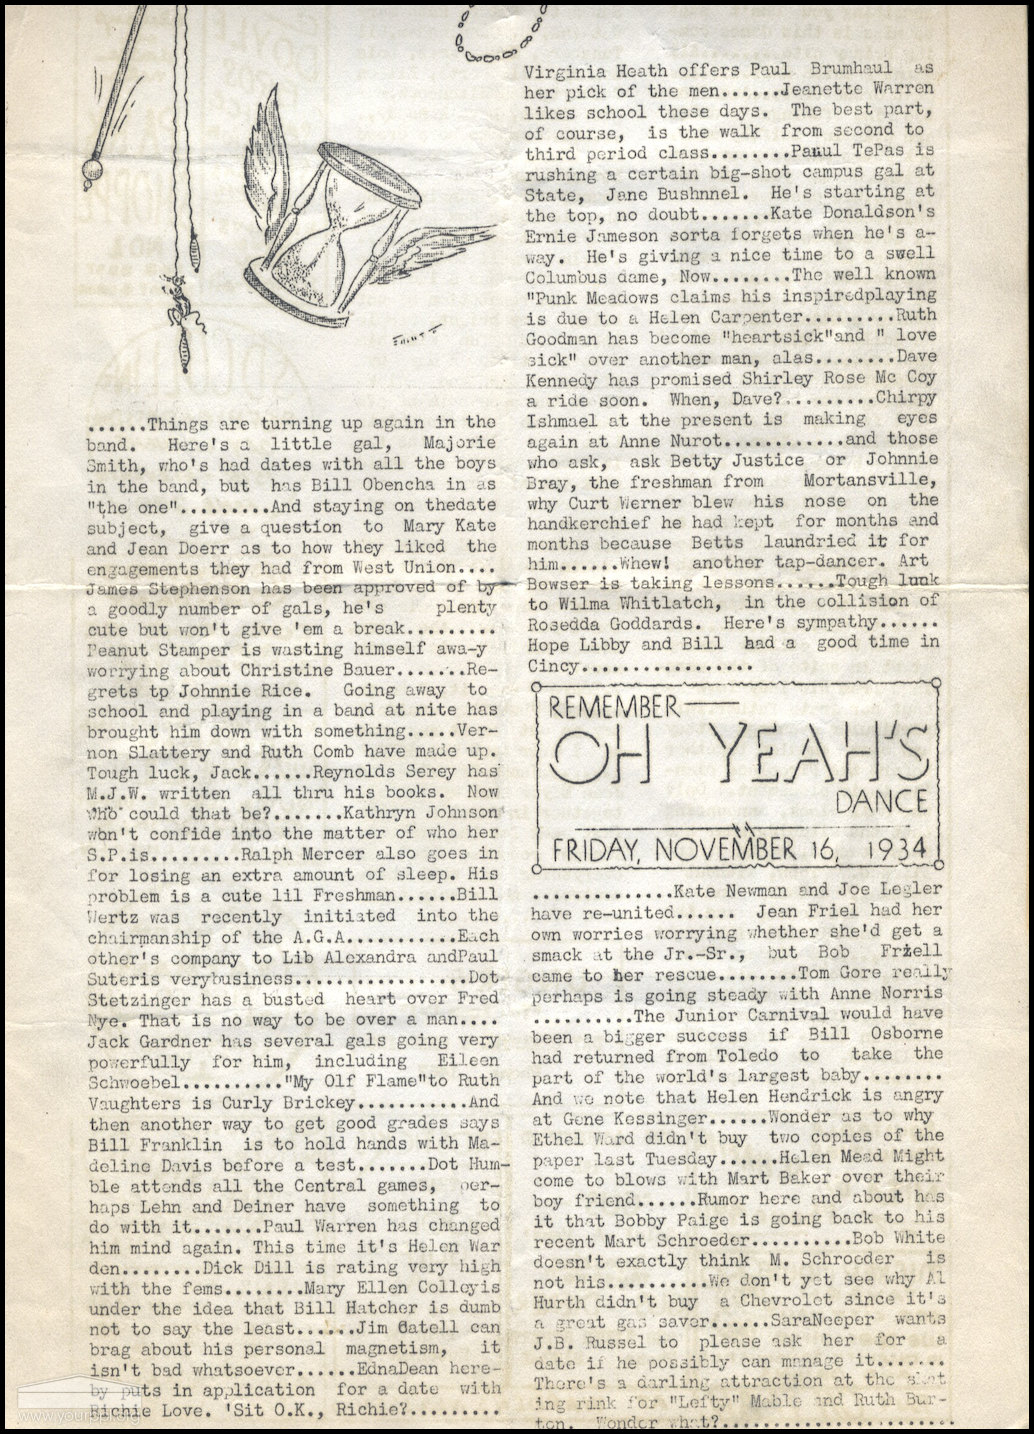 ......Things are turning up again in the
band. Here's a little gal, Majorie
Smith, who's had dates with all the boys
in the band, but has Bill Obencha in as
"the one".........And staying on thedate
subject, give a question to Mary Kate
and Jean Doerr as to how they liked the
engagements they had from West Union....
James Stephenson has been approved of by
a goodly number of gals, he's plenty
cute but won't give 'em a break.........
Peanut Stamper is wasting himself awa-y
worrying about Christine Bauer.......Re-
grets tp Johnnie Rice. Going away to
school and playing in a band at nite has
brought him down with something.....Ver-
non Slattery and Ruth Comb have made up.
Tough luck, Jack......Reynolds Serey has
M.J.W. written all thru his books. Now
who could that be?.......Kathryn Johnson
won't confide into the matter of who her
S.P.is.........Ralph Mercer also goes in
for losing an extra amount of sleep. His
problem is a cute lil Freshman......Bill
Wertz was recently initiated into the
chairmanship of the A.G.A...........Each
other's company to Lib Alexandra andPaul
Suteris verybusiness.................Dot
Stetzinger has a busted heart over Fred
Nye. That is no way to be over a man....
Jack Gardner has several gals going very
powerfully for him, including Eileen
Schwoebel..........."My Olf Flame"to Ruth
Vaughters is Curly Brickey...........And
then another way to get good grades says
Bill Franklin is to hold hands with Ma-
deline Davis before a test.......Dot Hum-
ble attends all the Central games, per-
haps Lehn and Deiner have something to
do with it.......Paul Warren has changed
him mind again. This time it's Helen War
den........Dick Dill is rating very high
with the fems........Mary Ellen Colleyis
under the idea that Bill Hatcher is dumb
not to say the least......Jim Catell can
brag about his personal magnetism, it
isn't bad whatsoever......EdnaDean here-
by puts in application for a date with
Richie Love. 'Sit O.K., Richie?.........
Virginia Heath offers Paul Brumhaul as
her pick of the men......Jeanette Warren
likes school these days. The best part,
of course, is the walk from second to
third period class........Paul TePas is
rushing a certain big-shot campus gal at
State, Jane Bushnnel. He's starting at
the top, no doubt.......Kate Donaldson's
Ernie Jameson sorta forgets when he's a-
way. He's giving a nice time to a swell
Columbus dame, Now........The well known
"Punk Meadows claims his inspiredplaying
is due to a Helen Carpenter.........Ruth
Goodman has become "heartsick"and " love
sick" over another man, alas........Dave
Kennedy has promised Shirley Rose Mc Coy
a ride soon. When, Dave?.........Chirpy
Ishmael at the present is making eyes
again at Anne Nurot............and those
who ask, ask Betty Justice or Johnnie
Bray, the freshman from Mortansville,
why Curt Werner blew his nose on the
handkerchief he had kept for months and
months because Betts laundried it for
him......Whew! another tap-dancer. Art
Bowser is taking lessons......Tough luuk
to Wilma Whitlatch, in the collision of
Rosedda Goddards. Here's sympathy......
Hope Libby and Bill had a good time in
Cincy.................
REMEMBER—
OH YEAH'S
DANCE
FRIDAY, NOVEMBER 16, 1934
..............Kate Newman and Joe Legler
have re-united...... Jean Friel had her
own worries worrying whether she'd get a
smack at the Jr.-Sr., but Bob Frzell
came to her rescue........Tom Gore really
perhaps is going steady with Anne Norris
..........The Junior Carnival would have
been a bigger success if Bill Osborne
had returned from Toledo to take the
part of the world's largest baby........
And we note that Helen Hendrick is angry
at Gene Kessinger......Wonder as to why
Ethel Ward didn't buy two copies of the
paper last Tuesday......Helen Mead Might
come to blows with Mart Baker over their
boy friend......Rumor here and about has
it that Bobby Paige is going back to his
recent Mart Schroeder..........Bob White
doesn't exactly think M. Schroeder is
not his..........We don't yet see why Al
Hurth didn't buy a Chevrolet since it's
a great gas saver......SaraNeeper wants
J.B. Russel to please ask her for a
date if he possibly can manage it.......
There's a darling attraction at the skat
ing rink for "Lefty" Mable and Ruth Bur-
ton. Wonder what?.......................